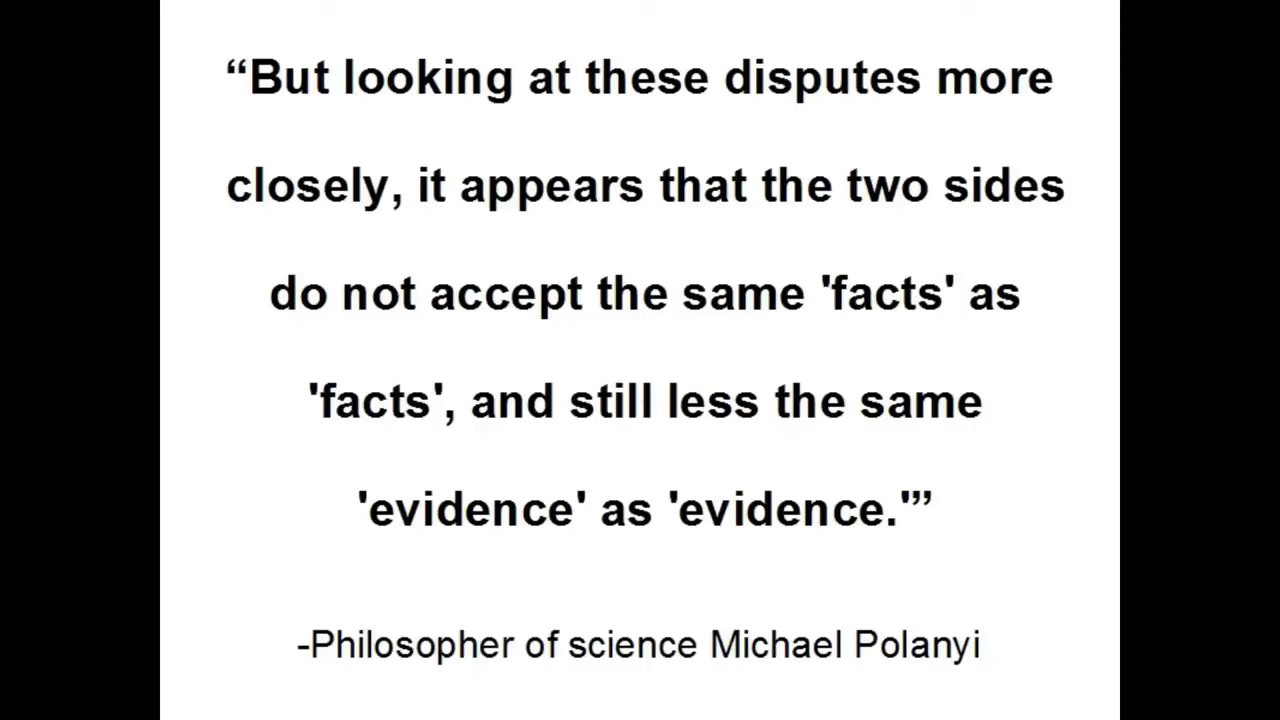 “But looking at these disputes more
closely, it appears that the two sides
do not accept the same 'facts' as
'facts', and still less the same
'evidence' as 'evidence.'”
-Philosopher of science Michael Polanyi